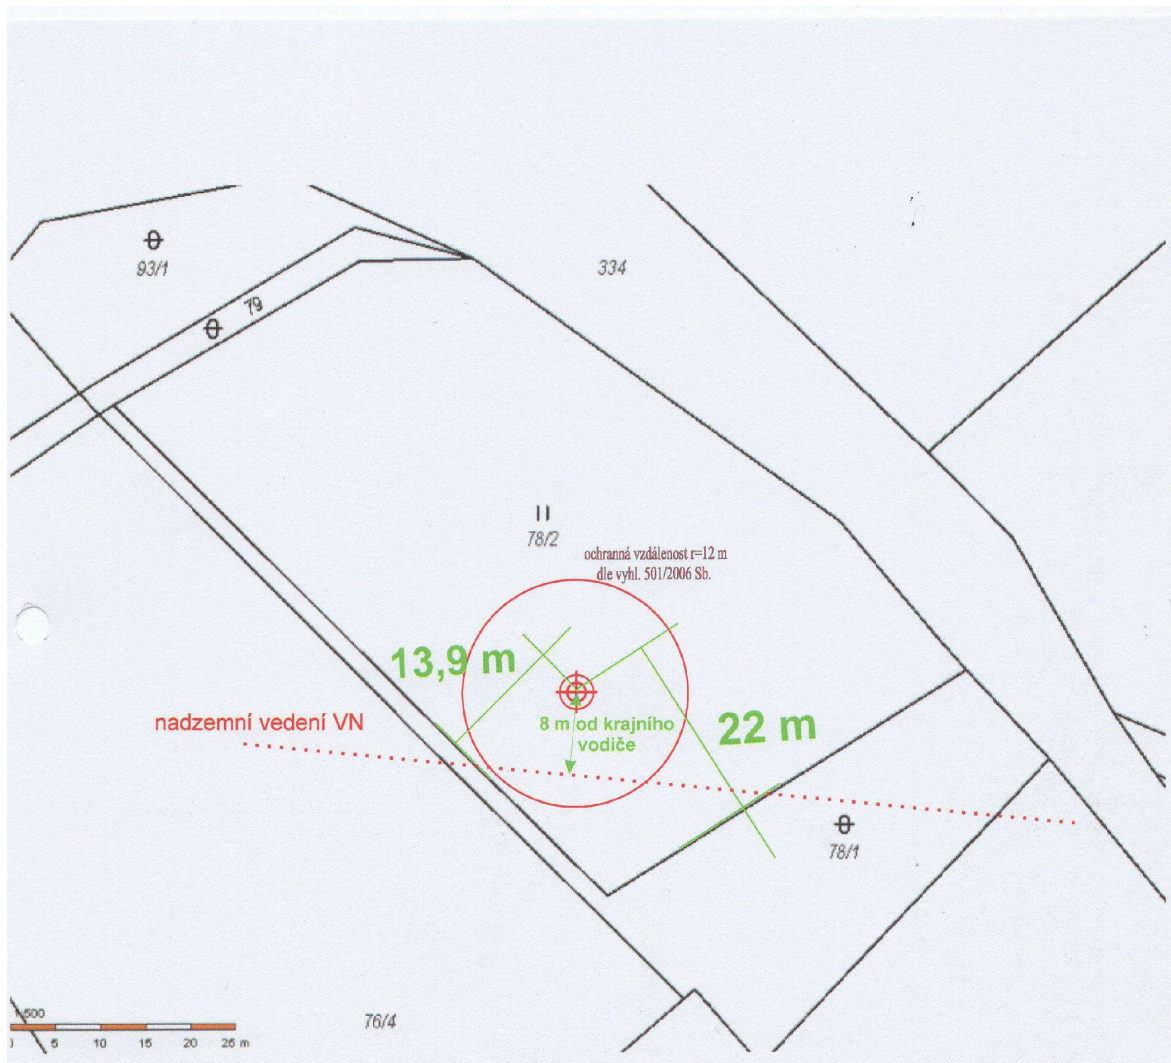 93/1
334
79
II
78/2
ochranná vzdálenost r=12 m
dle vyhl. 501/2006 Sb.
13,9 m
8 m od krajního
vodiče
22 m
nadzemní vedení VN
78/1
76/4
1:500
5 10 15 20 25 m